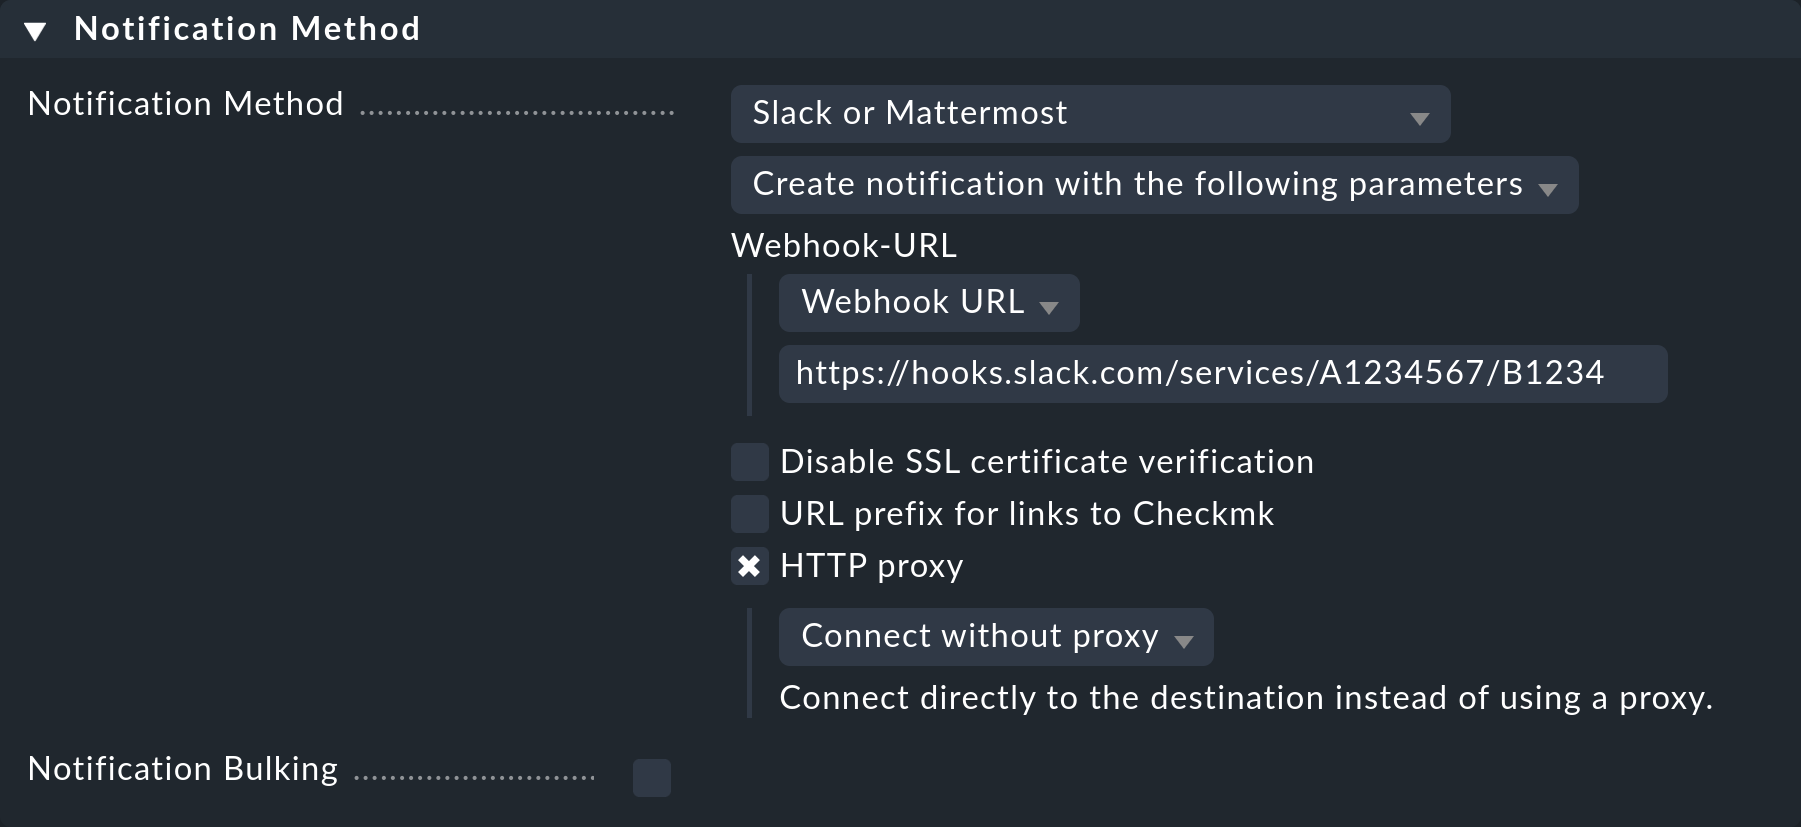 Notification Method
Notification Method
Slack or Mattermost
Create notification with the following parameters
Webhook-URL
Webhook URL
https://hooks.slack.com/services/A1234567/B1234
Disable SSL certificate verification
URL prefix for links to Checkmk
HTTP proxy
Connect without proxy
Connect directly to the destination instead of using a proxy.
Notification Bulking